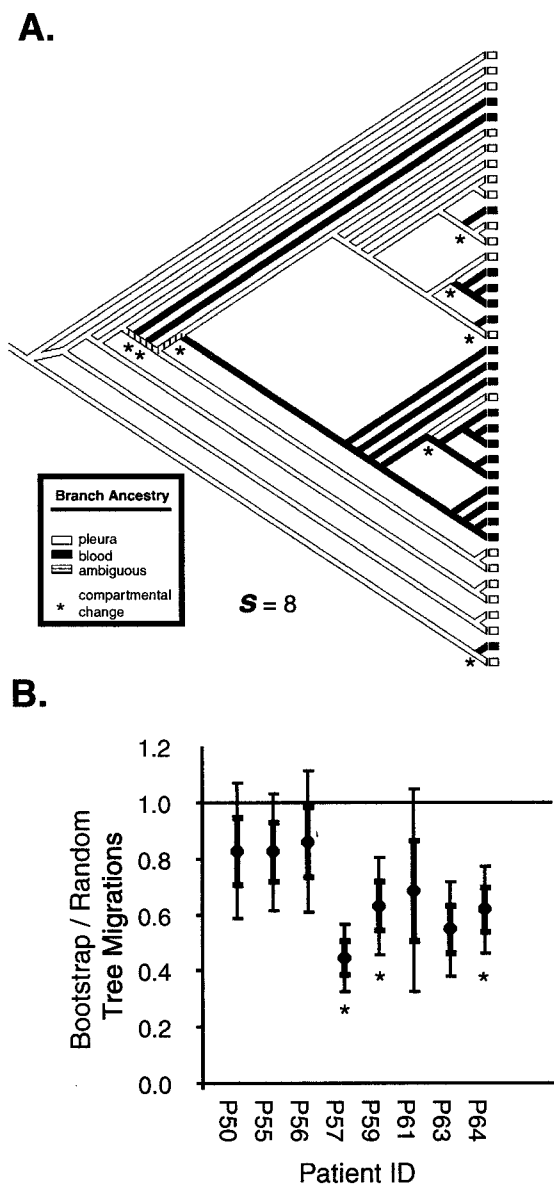 A.
* * * * * * * * 
Branch Ancestry
pleura
blood
ambiguous
* compartmental
change
S = 8
B.
Bootstrap / Random
Tree Migrations
1.2
1.0
0.8
0.6
0.4
0.2
0.0
* * *
P50 P55 P56 P57 P59 P61 P63 P64
Patient ID